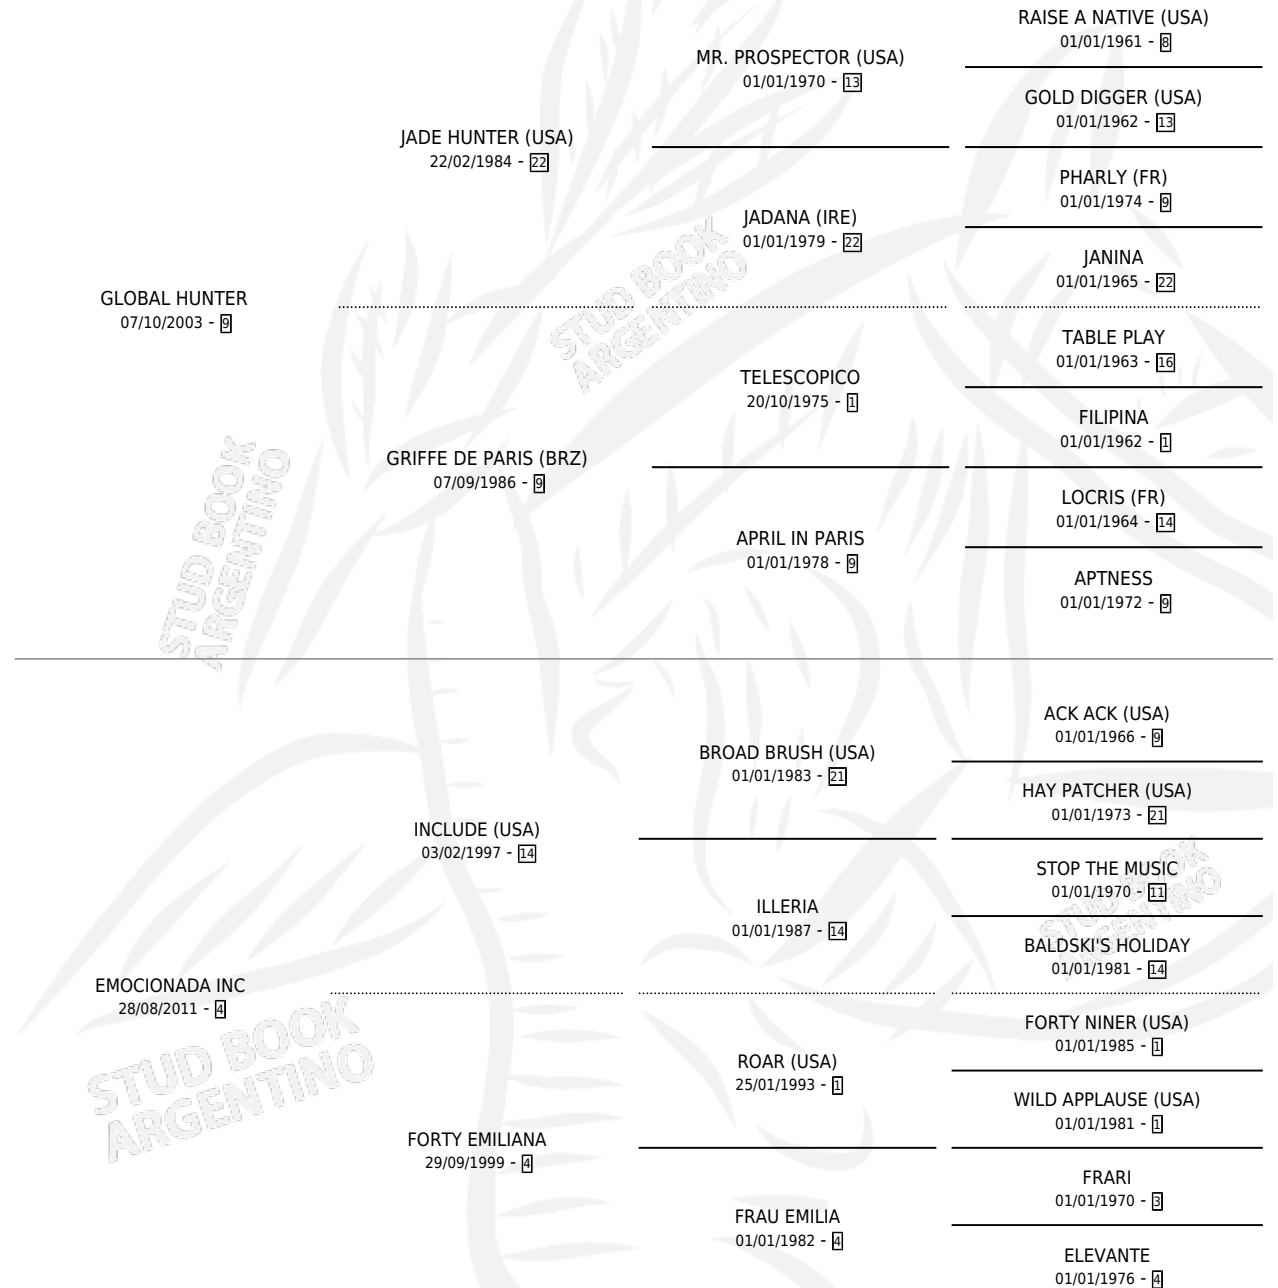 RAISE A NATIVE (USA)
01/01/1961 - 8
MR. PROSPECTOR (USA)
01/01/1970 - 13
GOLD DIGGER (USA)
01/01/1962 - 13
JADE HUNTER (USA)
22/02/1984 - 22
PHARLY (FR)
01/01/1974 - 9
JADANA (IRE)
01/01/1979 - 22
JANINA
01/01/1965 - 22
GLOBAL HUNTER
07/10/2003 - 9
TABLE PLAY
01/01/1963 - 16
TELESCOPICO
20/10/1975 - 1
FILIPINA
01/01/1962 - 1
GRIFFE DE PARIS (BRZ)
07/09/1986 - 9
LOCRIS (FR)
01/01/1964 - 14
APRIL IN PARIS
01/01/1978 - 9
APTNESS
01/01/1972 - 9
ACK ACK (USA)
01/01/1966 - 9
BROAD BRUSH (USA)
01/01/1983 - 21
HAY PATCHER (USA)
01/01/1973 - 21
INCLUDE (USA)
03/02/1997 - 14
STOP THE MUSIC
01/01/1970 - 11
ILLERIA
01/01/1987 - 14
BALDSKI'S HOLIDAY
01/01/1981 - 14
EMOCIONADA INC
28/08/2011 - 4
FORTY NINER (USA)
01/01/1985 - 1
ROAR (USA)
25/01/1993 - 1
WILD APPLAUSE (USA)
01/01/1981 - 1
FORTY EMILIANA
29/09/1999 - 4
FRARI
01/01/1970 - 3
FRAU EMILIA
01/01/1982 - 4
ELEVANTE
01/01/1976 - 4
STUD BOOK
ARGENTINO
STUD BOOK
ARGENTINO
STUD BOOK
ARGENTINO
STUD BOOK
ARGENTINO